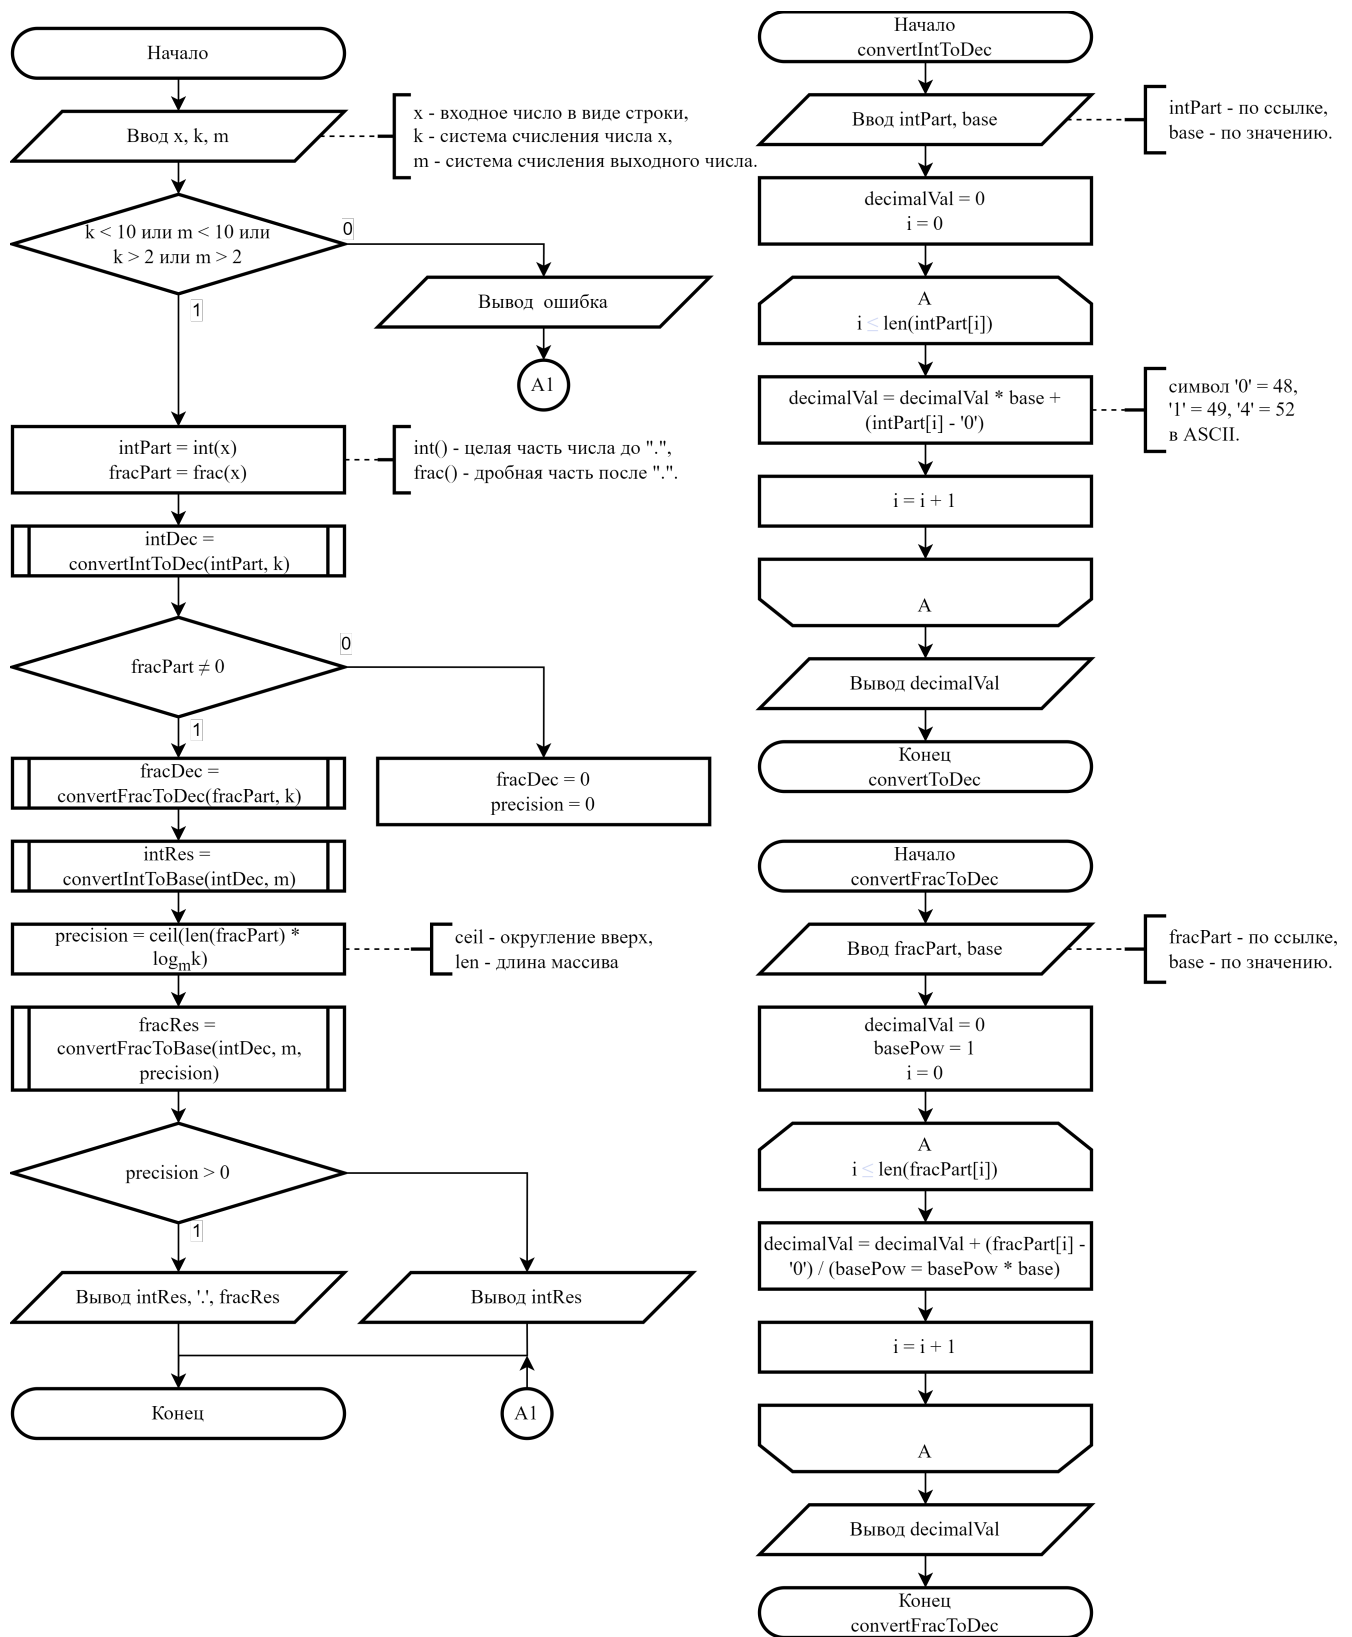 Начало
Ввод x, k, m
x - входное число в виде строки,
k - система счисления числа x,
m - система счисления выходного числа.
k < 10 или m < 10 или
k > 2 или m > 2
0
1
Вывод  ошибка
A1
intPart = int(x)
fracPart = frac(x)
int() - целая часть числа до ".",
frac() - дробная часть после ".".
intDec =
convertIntToDec(intPart, k)
fracPart ≠ 0
0
1
fracDec =
convertFracToDec(fracPart, k)
fracDec = 0
precision = 0
intRes =
convertIntToBase(intDec, m)
precision = ceil(len(fracPart) *
logmk)
ceil - округление вверх,
len - длина массива
fracRes =
convertFracToBase(intDec, m,
precision)
precision > 0
1
Вывод intRes, '.', fracRes
Вывод intRes
Конец
A1
Начало
convertIntToDec
Ввод intPart, base
intPart - по ссылке,
base - по значению.
decimalVal = 0
i = 0
A
i ≤ len(intPart[i])
decimalVal = decimalVal * base +
(intPart[i] - '0')
символ '0' = 48,
'1' = 49, '4' = 52
в ASCII.
i = i + 1
A
Вывод decimalVal
Конец
convertToDec
Начало
convertFracToDec
Ввод fracPart, base
fracPart - по ссылке,
base - по значению.
decimalVal = 0
basePow = 1
i = 0
A
i ≤ len(fracPart[i])
decimalVal = decimalVal + (fracPart[i] -
'0') / (basePow = basePow * base)
i = i + 1
A
Вывод decimalVal
Конец
convertFracToDec